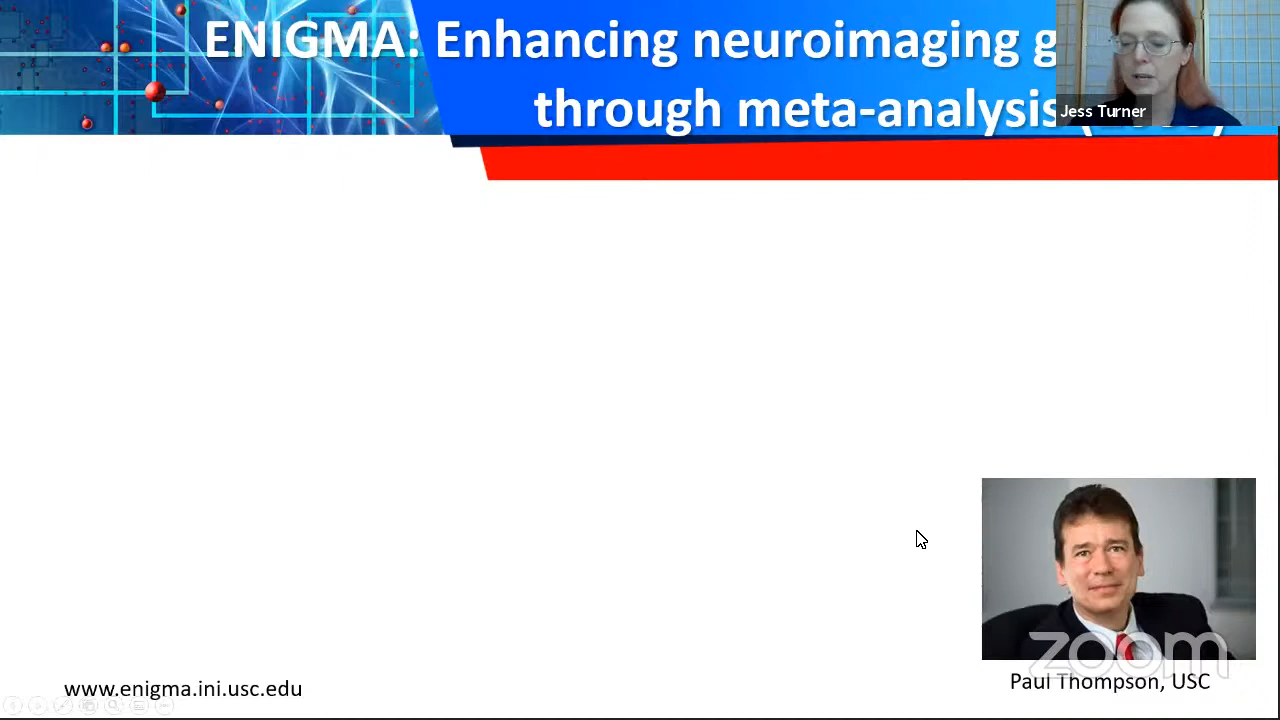 ENIGMA: Enhancing neuroimaging g
through meta-analysis
Jess Turner
zoom
Paul Thompson, USC
www.enigma.ini.usc.edu